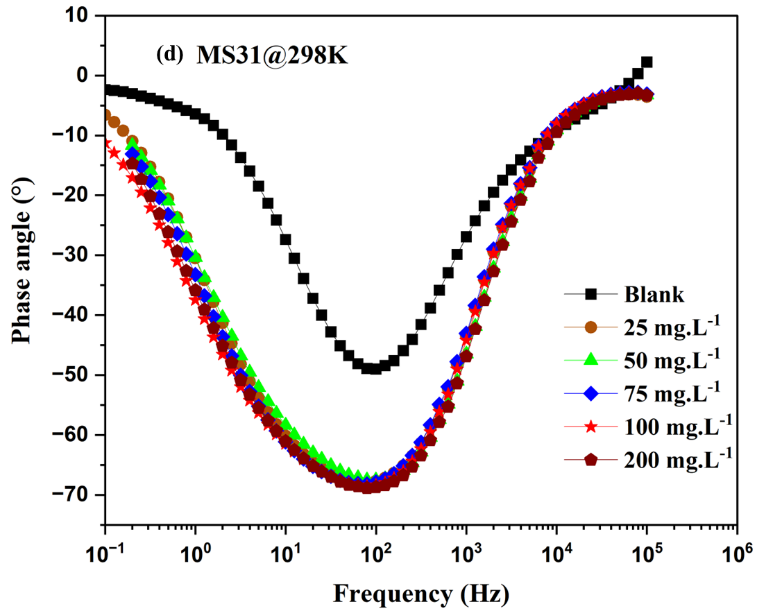 (d) MS31@298K
10
0
−10
−20
−30
−40
−50
−60
−70
Phase angle (°)
Blank
25 mg.L⁻¹
50 mg.L⁻¹
75 mg.L⁻¹
100 mg.L⁻¹
200 mg.L⁻¹
10⁻¹ 10⁰ 10¹ 10² 10³ 10⁴ 10⁵ 10⁶
Frequency (Hz)